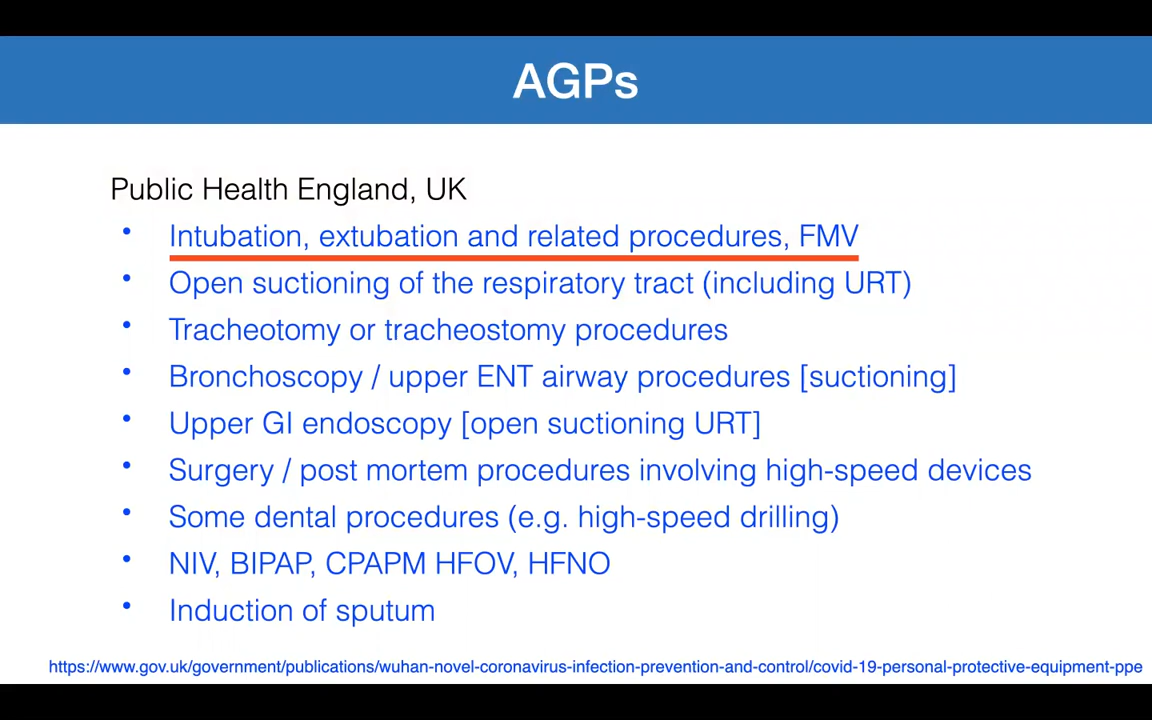 AGPs
Public Health England, UK
• Intubation, extubation and related procedures, FMV
• Open suctioning of the respiratory tract (including URT)
• Tracheotomy or tracheostomy procedures
• Bronchoscopy / upper ENT airway procedures [suctioning]
• Upper GI endoscopy [open suctioning URT]
• Surgery / post mortem procedures involving high-speed devices
• Some dental procedures (e.g. high-speed drilling)
• NIV, BIPAP, CPAPM HFOV, HFNO
• Induction of sputum
https://www.gov.uk/government/publications/wuhan-novel-coronavirus-infection-prevention-and-control/covid-19-personal-protective-equipment-ppe